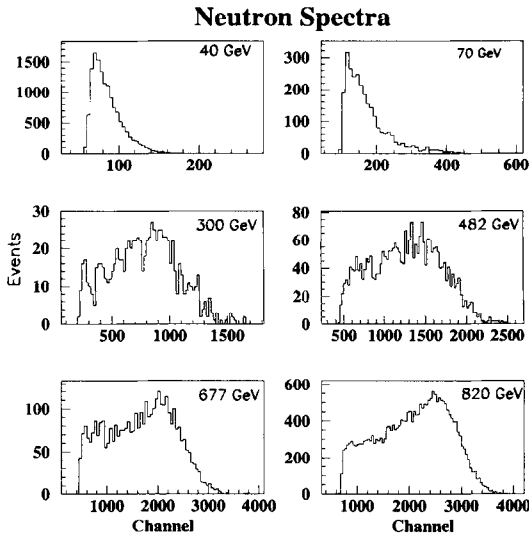 Neutron Spectra
40 GeV
1500
1000
500
0
100 200
70 GeV
300
200
100
0
200 400 600
300 GeV
Events
30
20
10
0
500 1000 1500
482 GeV
80
60
40
20
0
500 1000 1500 2000 2500
677 GeV
100
50
0
1000 2000 3000 4000
Channel
820 GeV
600
400
200
0
1000 2000 3000 4000
Channel